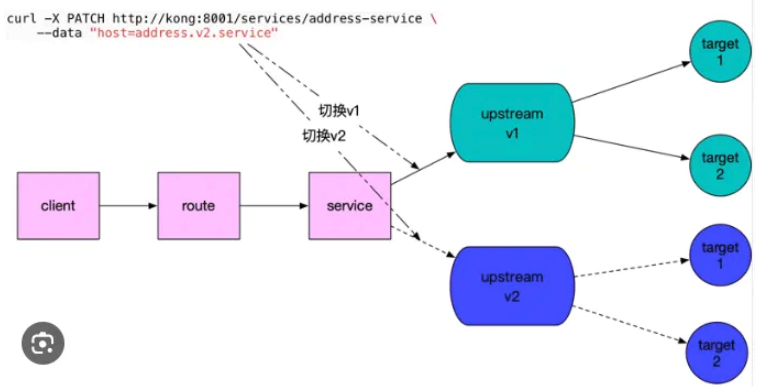 curl -X PATCH http://kong:8001/services/address-service \
--data "host=address.v2.service"
切换v1
切换v2
client
route
service
upstream
v1
target
1
target
2
upstream
v2
target
1
target
2